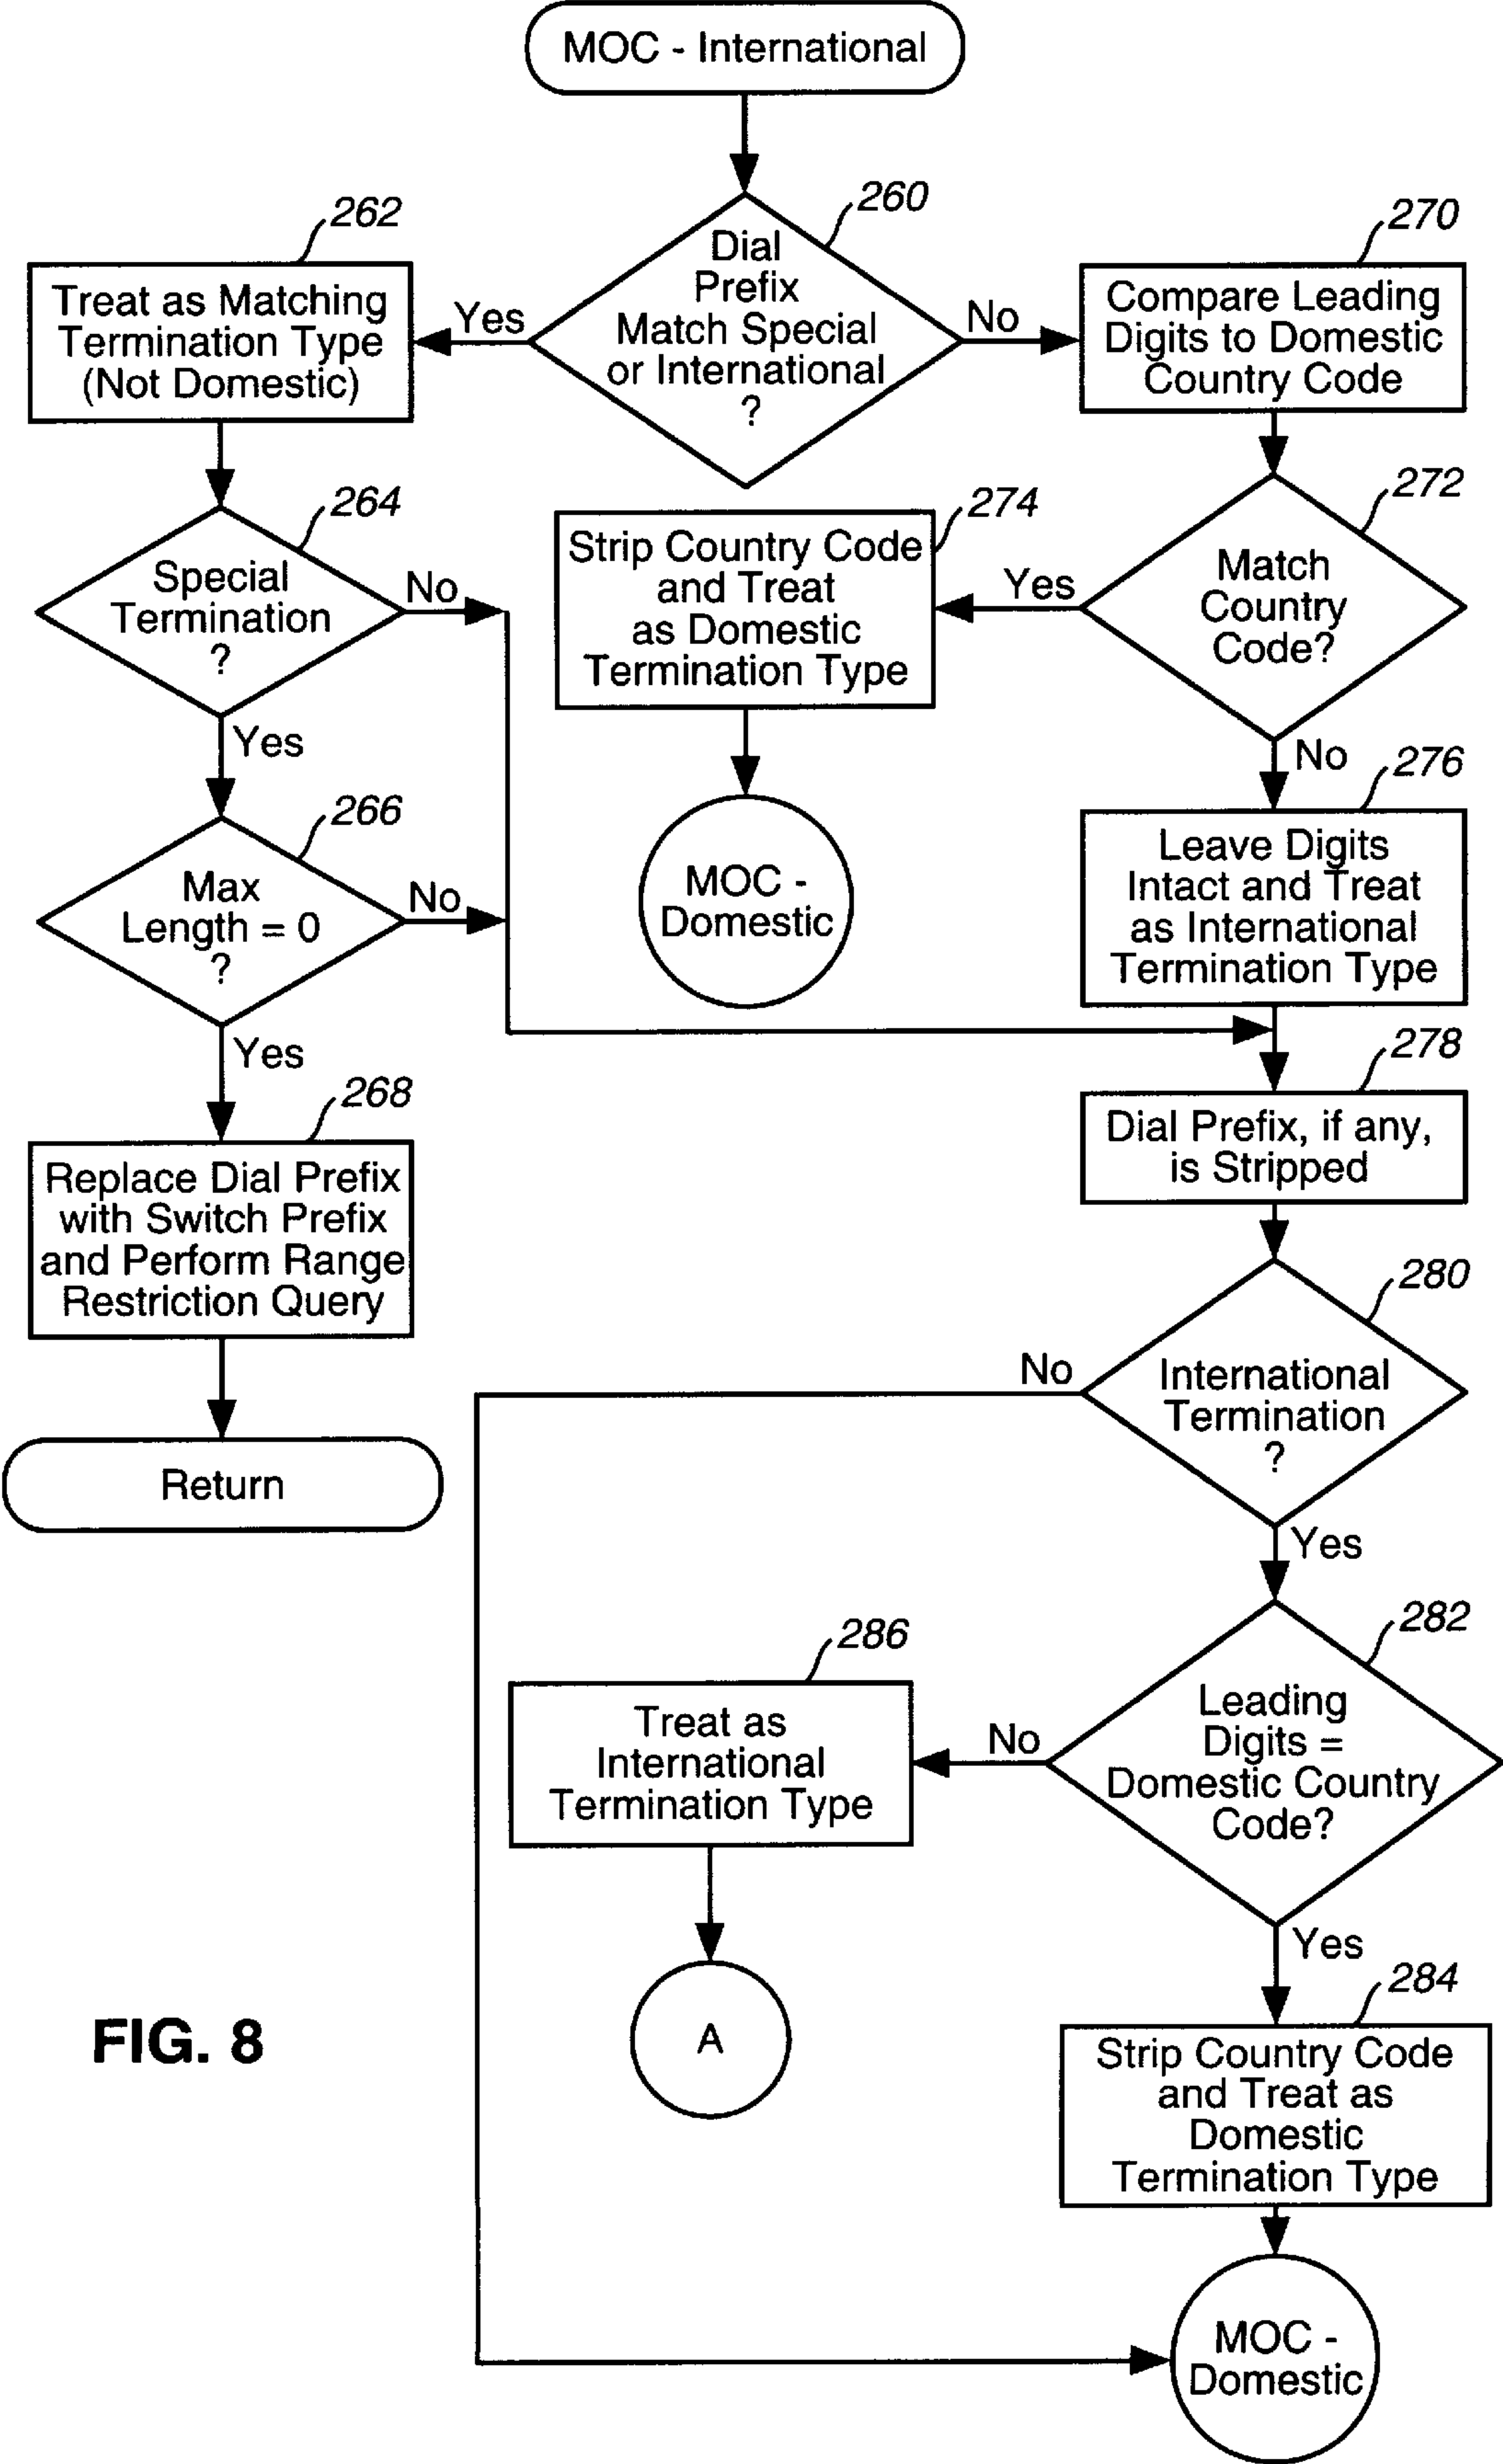 MOC - International
260
Dial
Prefix
Match Special
or International
?
Yes
No
262
Treat as Matching
Termination Type
(Not Domestic)
270
Compare Leading
Digits to Domestic
Country Code
264
Special
Termination
?
No
Yes
274
Strip Country Code
and Treat
as Domestic
Termination Type
272
Match
Country
Code?
Yes
No
MOC -
Domestic
266
Max
Length = 0
?
No
Yes
276
Leave Digits
Intact and Treat
as International
Termination Type
268
Replace Dial Prefix
with Switch Prefix
and Perform Range
Restriction Query
Return
278
Dial Prefix, if any,
is Stripped
280
International
Termination
?
No
Yes
282
Leading
Digits =
Domestic Country
Code?
No
Yes
286
Treat as
International
Termination Type
A
284
Strip Country Code
and Treat as
Domestic
Termination Type
MOC -
Domestic
FIG. 8